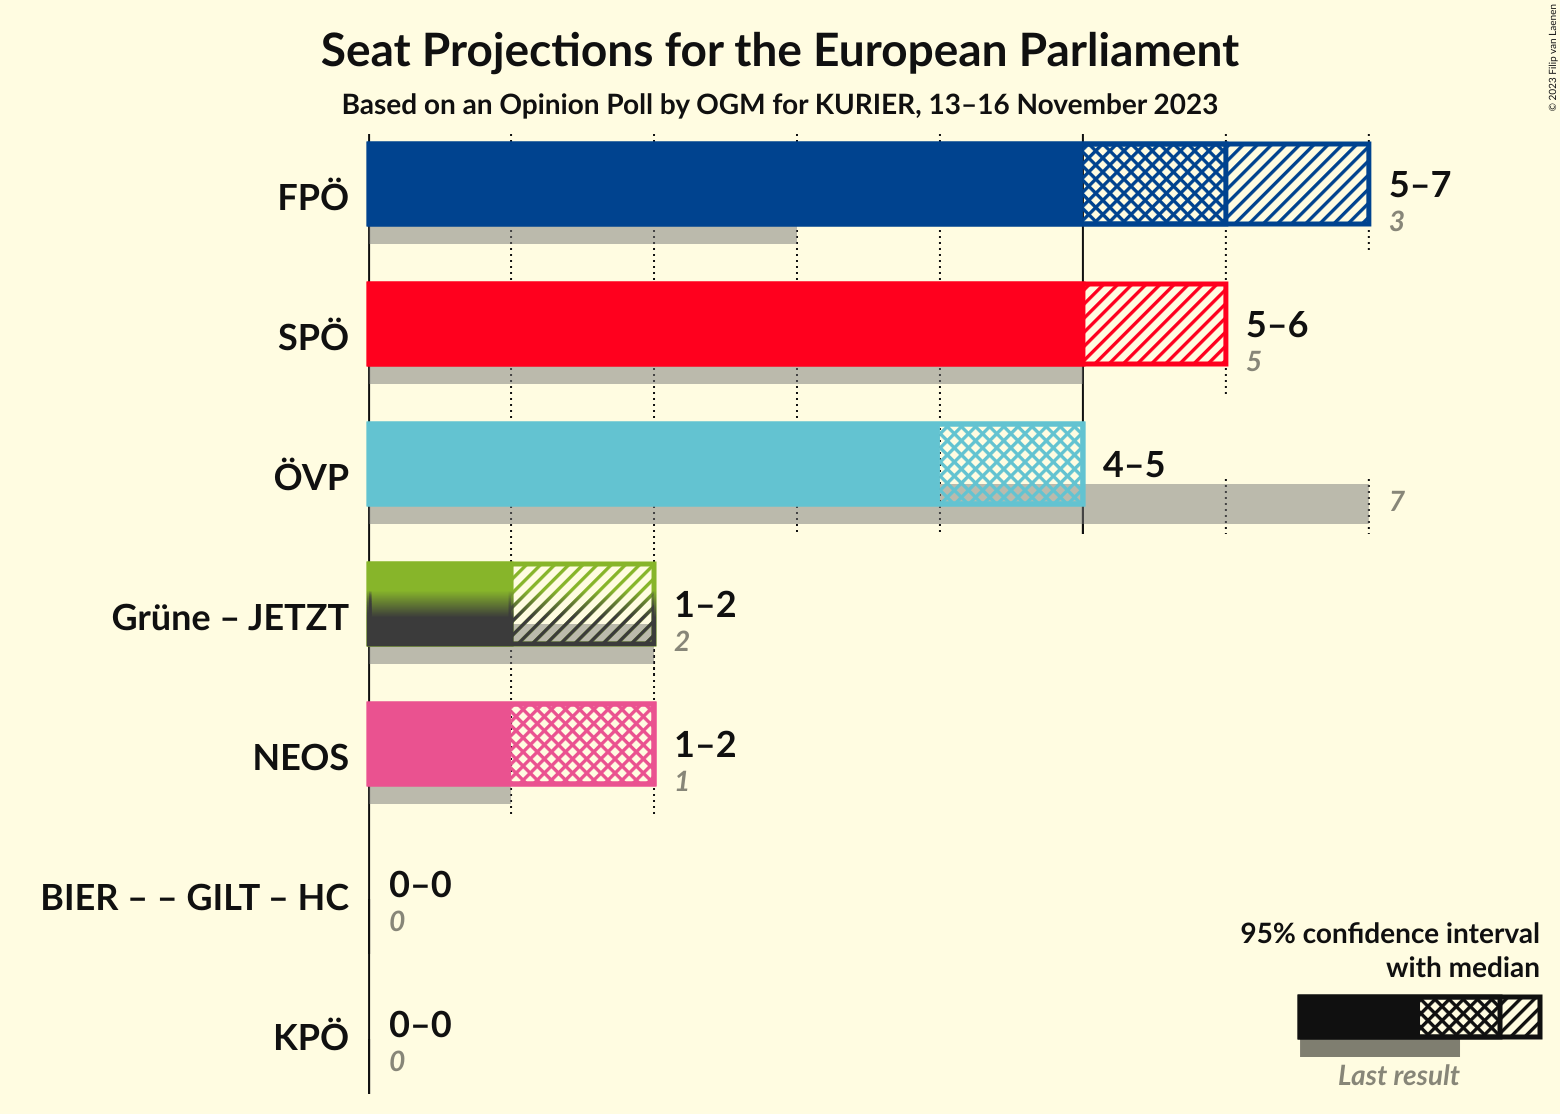 Seat Projections for the European Parliament
Based on an Opinion Poll by OGM for KURIER, 13–16 November 2023
© 2023 Filip van Laenen
FPÖ
5–7
3
SPÖ
5–6
5
ÖVP
4–5
7
Grüne – JETZT
1–2
2
NEOS
1–2
1
BIER – – GILT – HC
0–0
0
KPÖ
0–0
0
95% confidence interval
with median
Last result